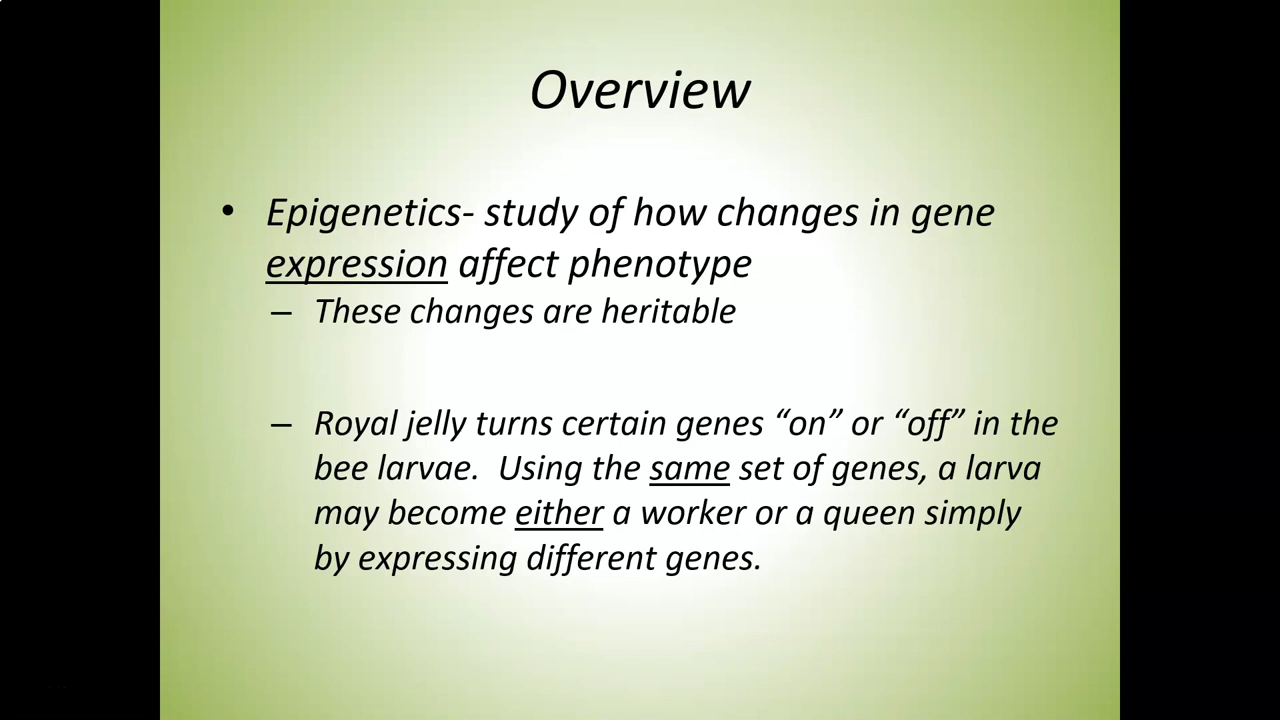 Overview
• Epigenetics- study of how changes in gene
expression affect phenotype
– These changes are heritable
– Royal jelly turns certain genes “on” or “off” in the
bee larvae.  Using the same set of genes, a larva
may become either a worker or a queen simply
by expressing different genes.